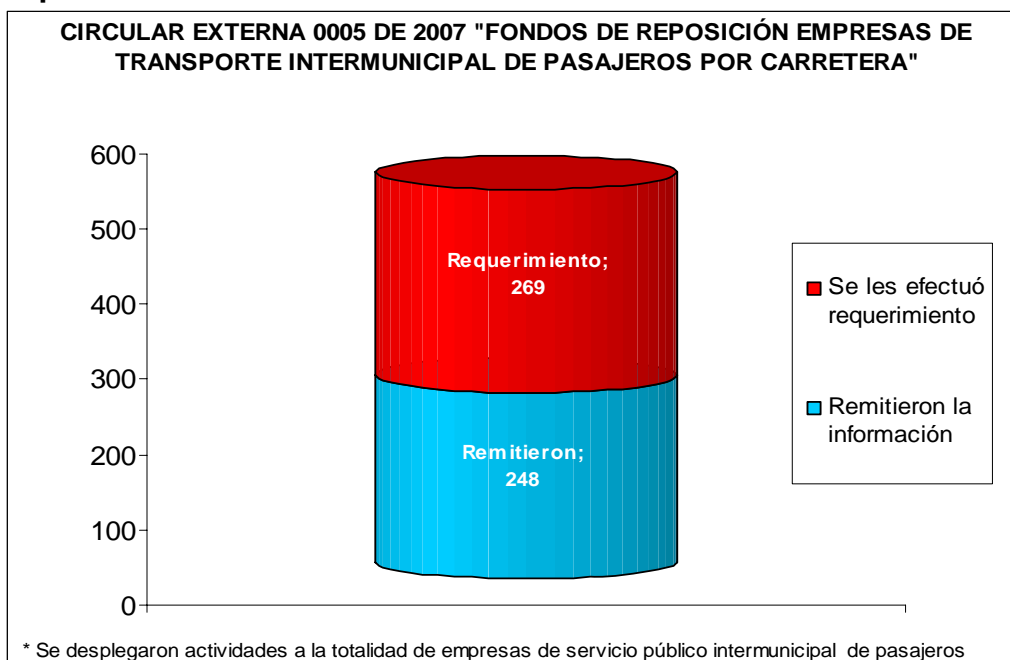 CIRCULAR EXTERNA 0005 DE 2007 "FONDOS DE REPOSICIÓN EMPRESAS DE
TRANSPORTE INTERMUNICIPAL DE PASAJEROS POR CARRETERA"
600
500
400
300
200
100
0
Requerimiento;
269
Remitieron;
248
Se les efectuó
requerimiento
Remitieron la
información
* Se desplegaron actividades a la totalidad de empresas de servicio público intermunicipal de pasajeros